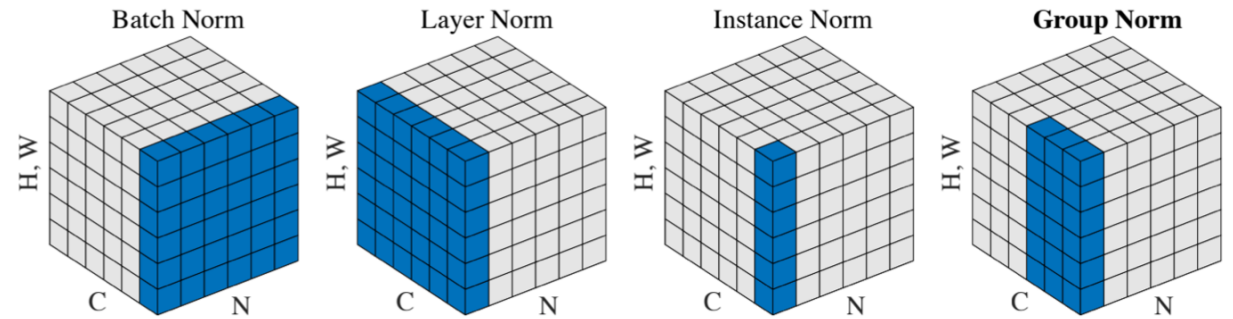 Batch Norm
Layer Norm
Instance Norm
Group Norm
H, W
C
N
H, W
C
N
H, W
C
N
H, W
C
N